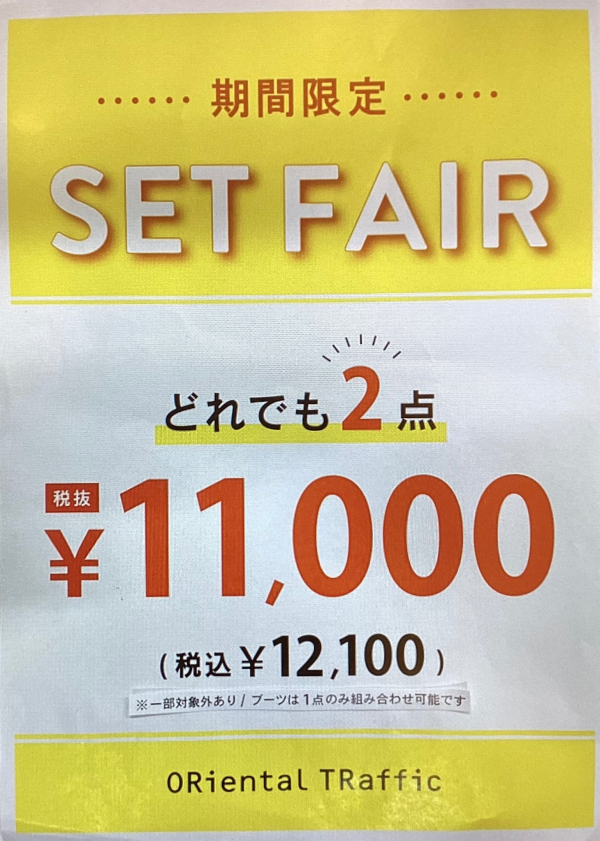 ······期間限定······
SET FAIR
どれでも2点
税抜
¥11,000
(税込¥12,100)
※一部対象外あり/ブーツは1点のみ組み合わせ可能です
ORiental TRaffic